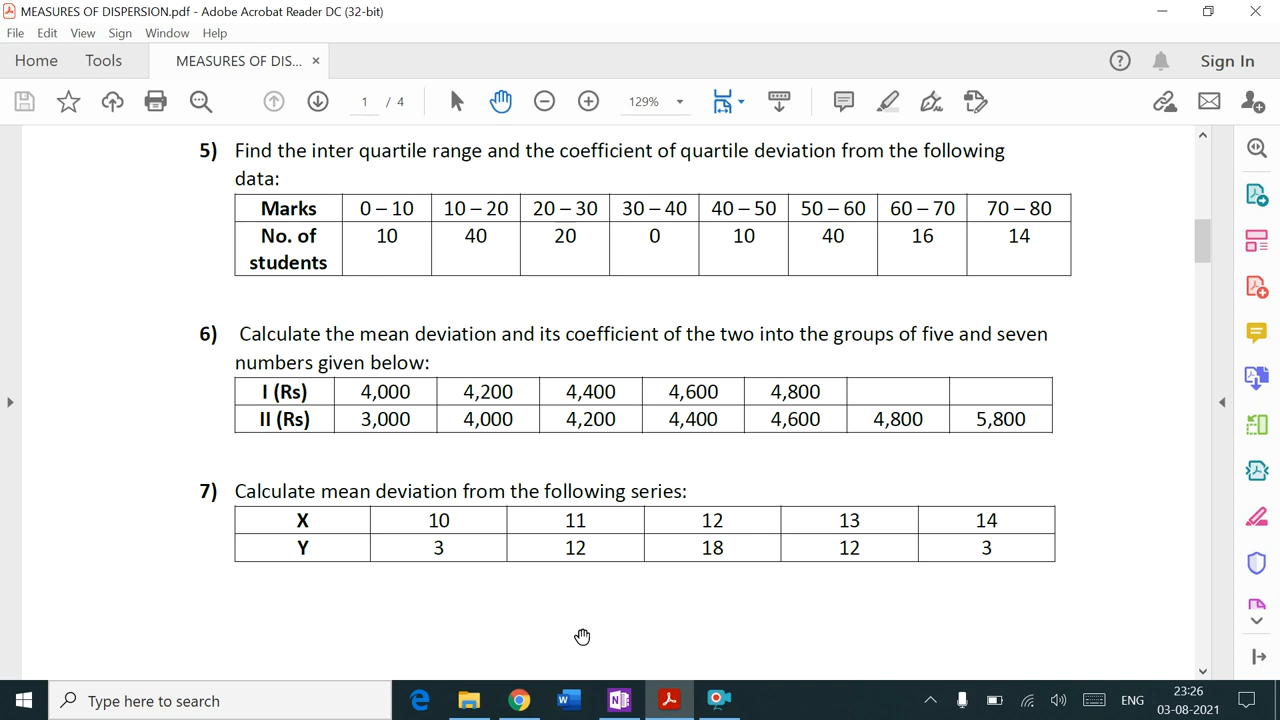 MEASURES OF DISPERSION.pdf - Adobe Acrobat Reader DC (32-bit)
File Edit View Sign Window Help
Home Tools MEASURES OF DIS... × Sign In
1 / 4 129%
5) Find the inter quartile range and the coefficient of quartile deviation from the following
data:
Marks 0 – 10 10 – 20 20 – 30 30 – 40 40 – 50 50 – 60 60 – 70 70 – 80
No. of 10 40 20 0 10 40 16 14
students
6) Calculate the mean deviation and its coefficient of the two into the groups of five and seven
numbers given below:
I (Rs) 4,000 4,200 4,400 4,600 4,800
II (Rs) 3,000 4,000 4,200 4,400 4,600 4,800 5,800
7) Calculate mean deviation from the following series:
X 10 11 12 13 14
Y 3 12 18 12 3
Type here to search
ENG
23:26
03-08-2021